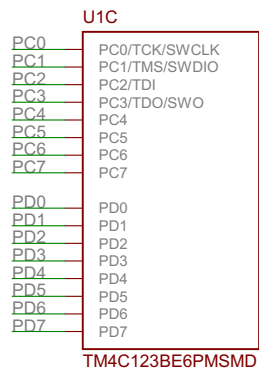 U1C
PC0 PC0/TCK/SWCLK
PC1 PC1/TMS/SWDIO
PC2 PC2/TDI
PC3 PC3/TDO/SWO
PC4 PC4
PC5 PC5
PC6 PC6
PC7 PC7
PD0 PD0
PD1 PD1
PD2 PD2
PD3 PD3
PD4 PD4
PD5 PD5
PD6 PD6
PD7 PD7
TM4C123BE6PMSMD